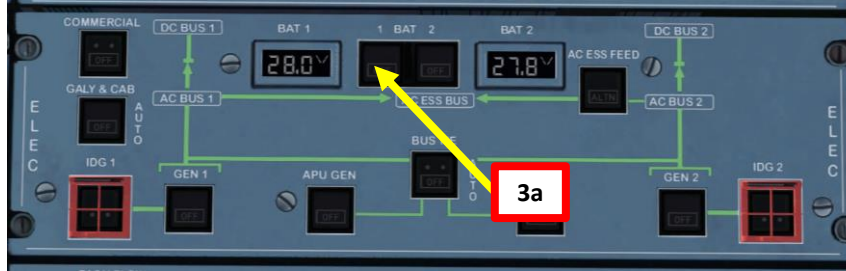 COMMERCIAL
DC BUS 1
BAT 1
1 BAT 2
BAT 2
DC BUS 2
OFF
28.0V
OFF
27.8V
AC ESS FEED
GALY & CAB
AC BUS 1
ESS BUS
ALTN
AC BUS 2
OFF
AUTO
ELEC
ELEC
BUS
AUTO
IDG 1
GEN 1
APU GEN
OFF
3a
GEN 2
IDG 2
OFF
OFF
OFF